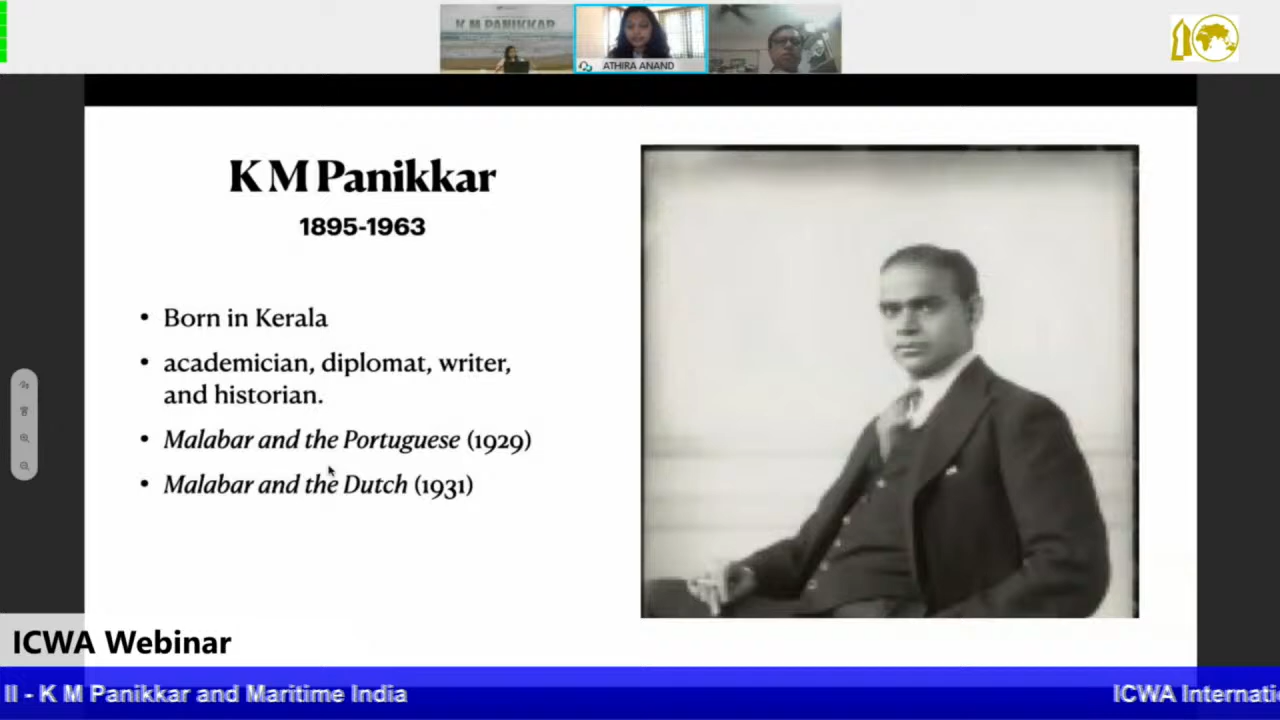 K M PANIKKAR
ATHIRA ANAND
K M Panikkar
1895-1963
• Born in Kerala
• academician, diplomat, writer,
and historian.
• Malabar and the Portuguese (1929)
• Malabar and the Dutch (1931)
ICWA Webinar
II - K M Panikkar and Maritime India
ICWA Internati